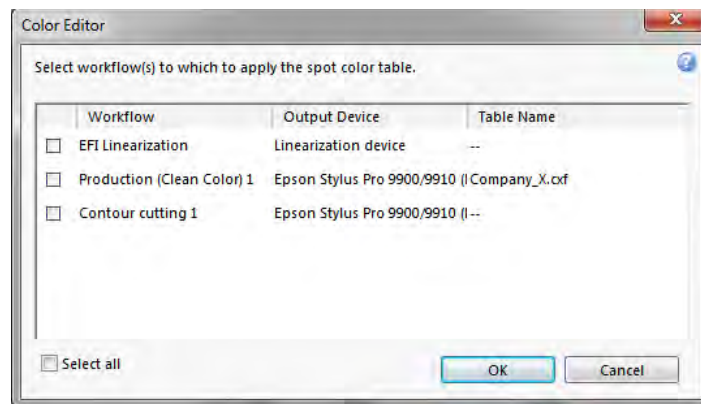 Color Editor
Select workflow(s) to which to apply the spot color table.
Workflow Output Device Table Name
EFI Linearization Linearization device --
Production (Clean Color) 1 Epson Stylus Pro 9900/9910 (I Company_X.cxf
Contour cutting 1 Epson Stylus Pro 9900/9910 (I --
Select all OK Cancel